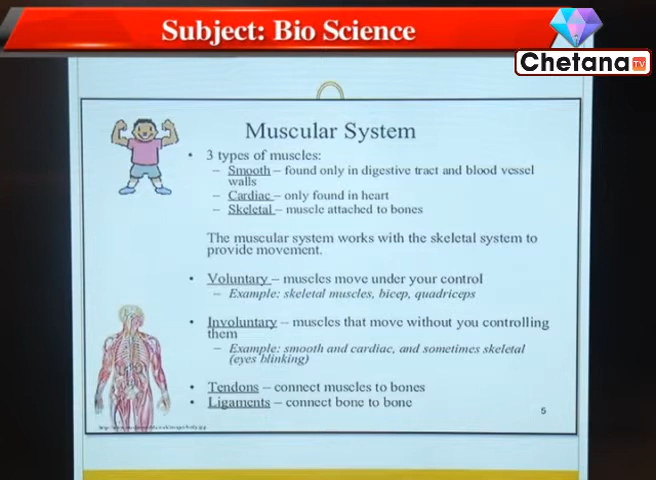 Subject: Bio Science
Chetana TV
Muscular System
• 3 types of muscles:
– Smooth – found only in digestive tract and blood vessel
walls
– Cardiac – only found in heart
– Skeletal – muscle attached to bones
The muscular system works with the skeletal system to
provide movement.
• Voluntary – muscles move under your control
– Example: skeletal muscles, bicep, quadriceps
• Involuntary – muscles that move without you controlling
them
– Example: smooth and cardiac, and sometimes skeletal
(eyes blinking)
• Tendons – connect muscles to bones
• Ligaments – connect bone to bone
5